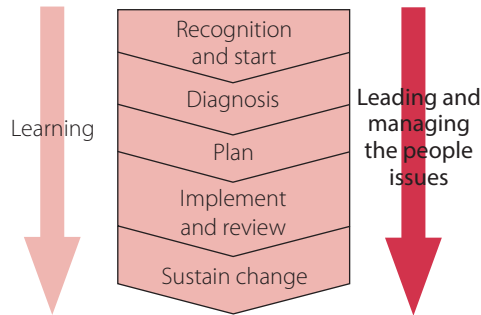 Recognition
and start
Diagnosis
Plan
Implement
and review
Sustain change
Learning
Leading and
managing
the people
issues